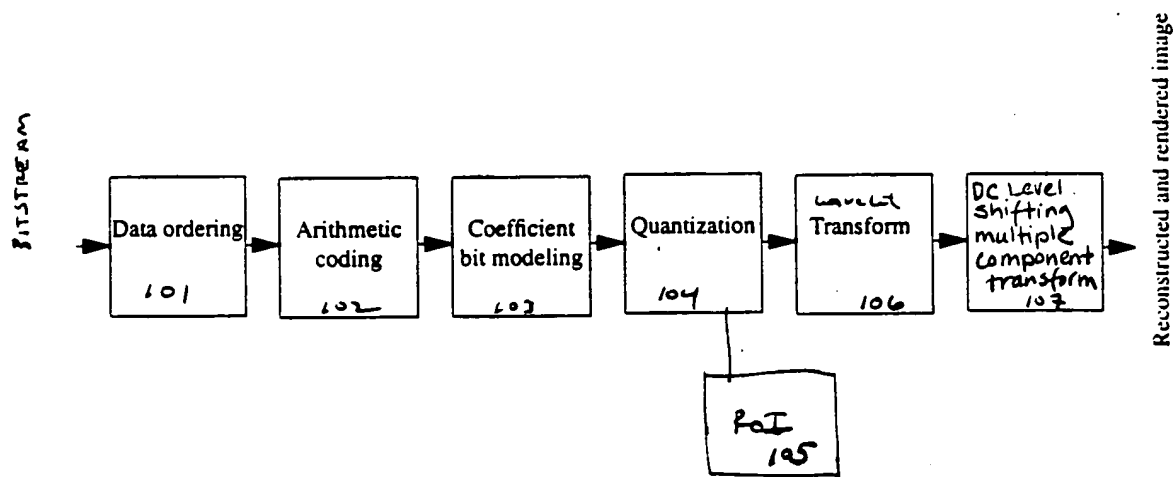 BITSTREAM
Data ordering
101
Arithmetic
coding
102
Coefficient
bit modeling
103
Quantization
104
wavelet
Transform
106
DC Level
shifting
multiple
component
transform
107
Reconstructed and rendered image
RoI
105